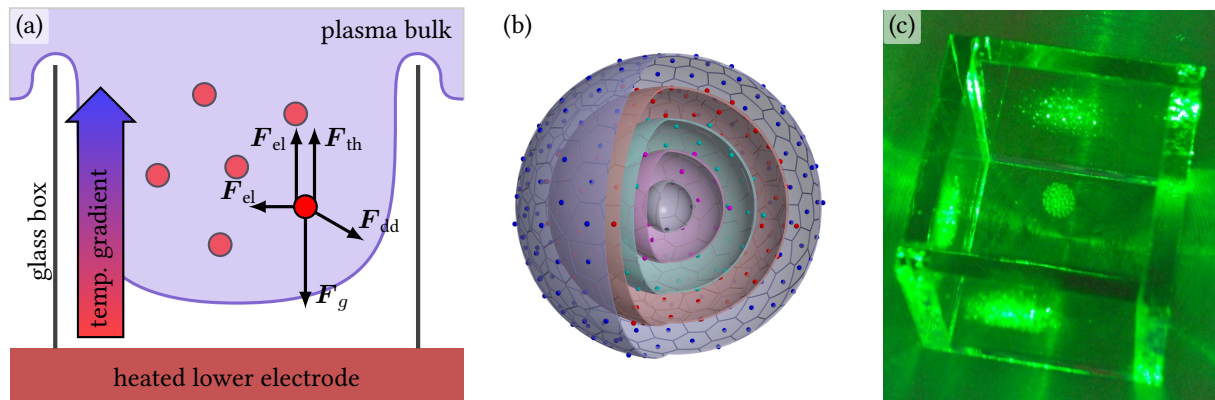 (a)
plasma bulk
glass box
temp. gradient
F_el
F_th
F_el
F_dd
F_g
heated lower electrode
(b)
(c)